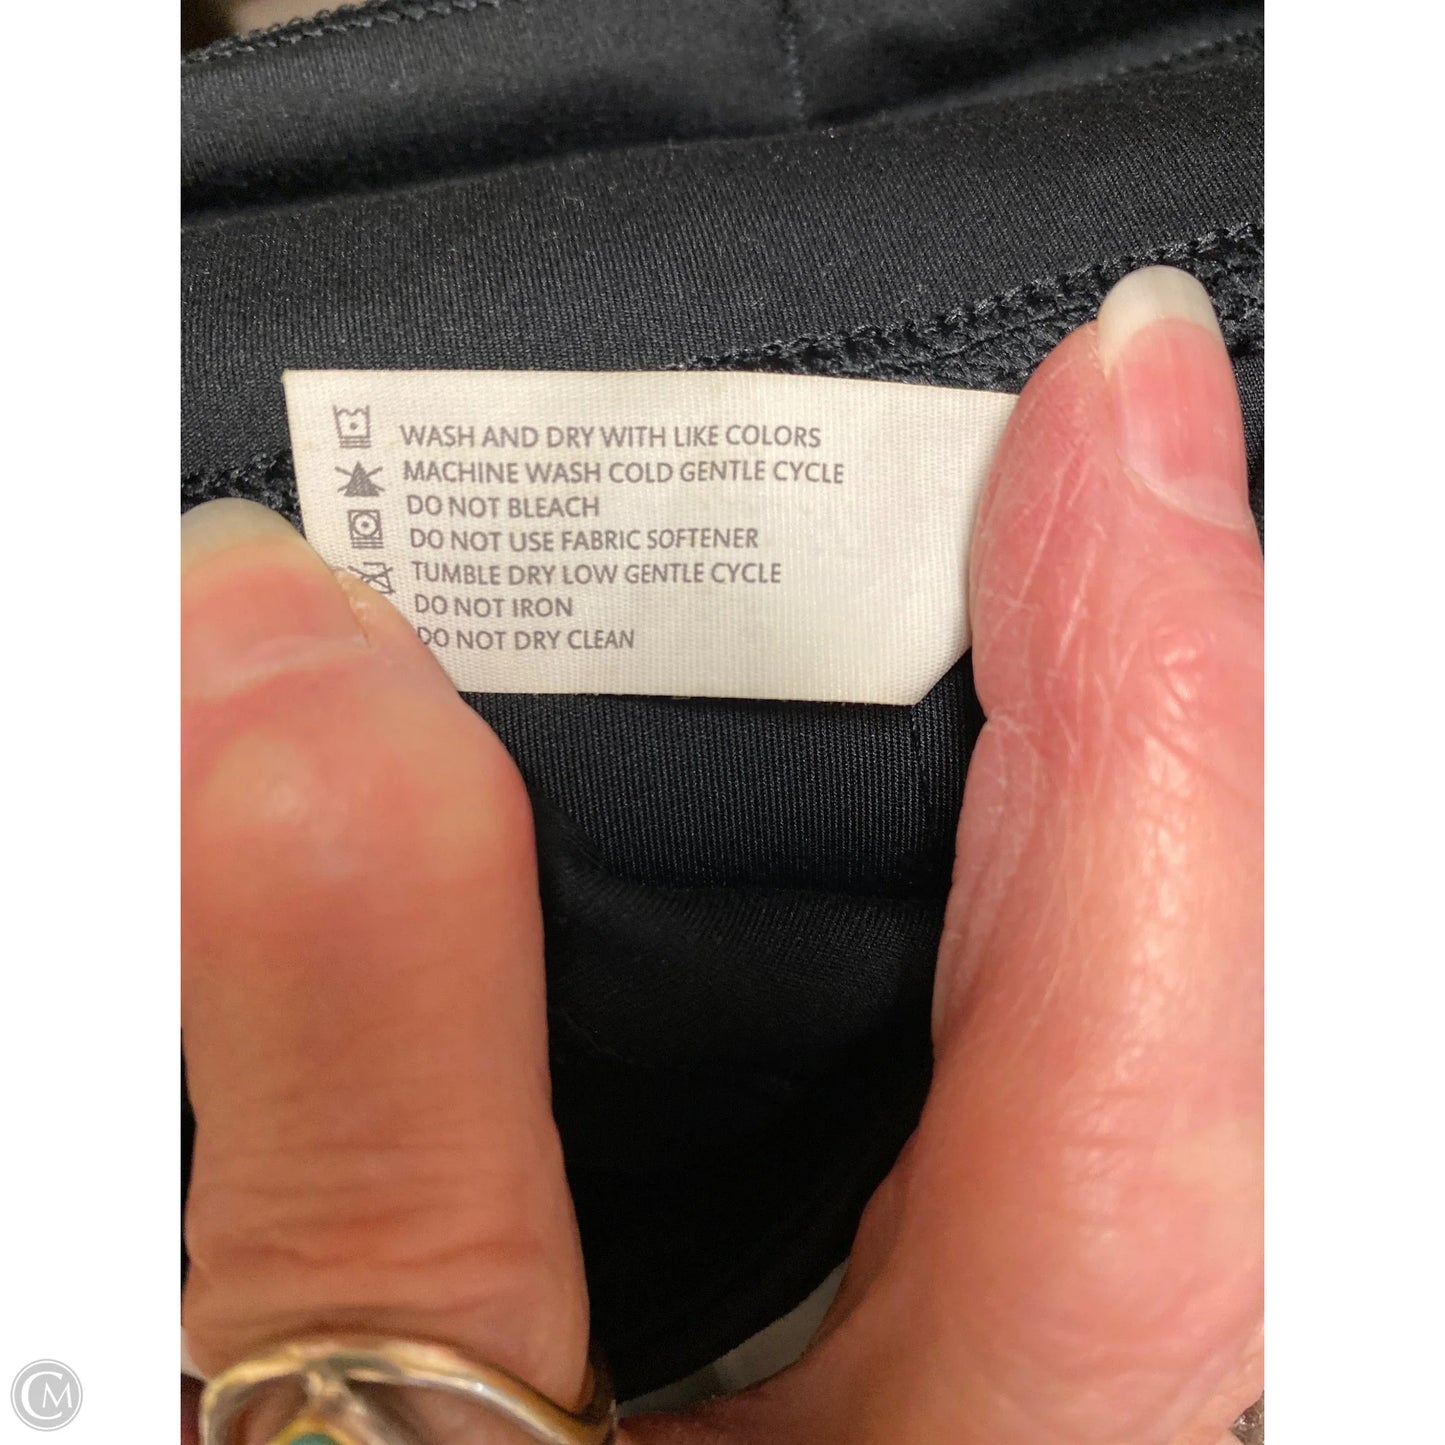 WASH AND DRY WITH LIKE COLORS
MACHINE WASH COLD GENTLE CYCLE
DO NOT BLEACH
DO NOT USE FABRIC SOFTENER
TUMBLE DRY LOW GENTLE CYCLE
DO NOT IRON
DO NOT DRY CLEAN
CM